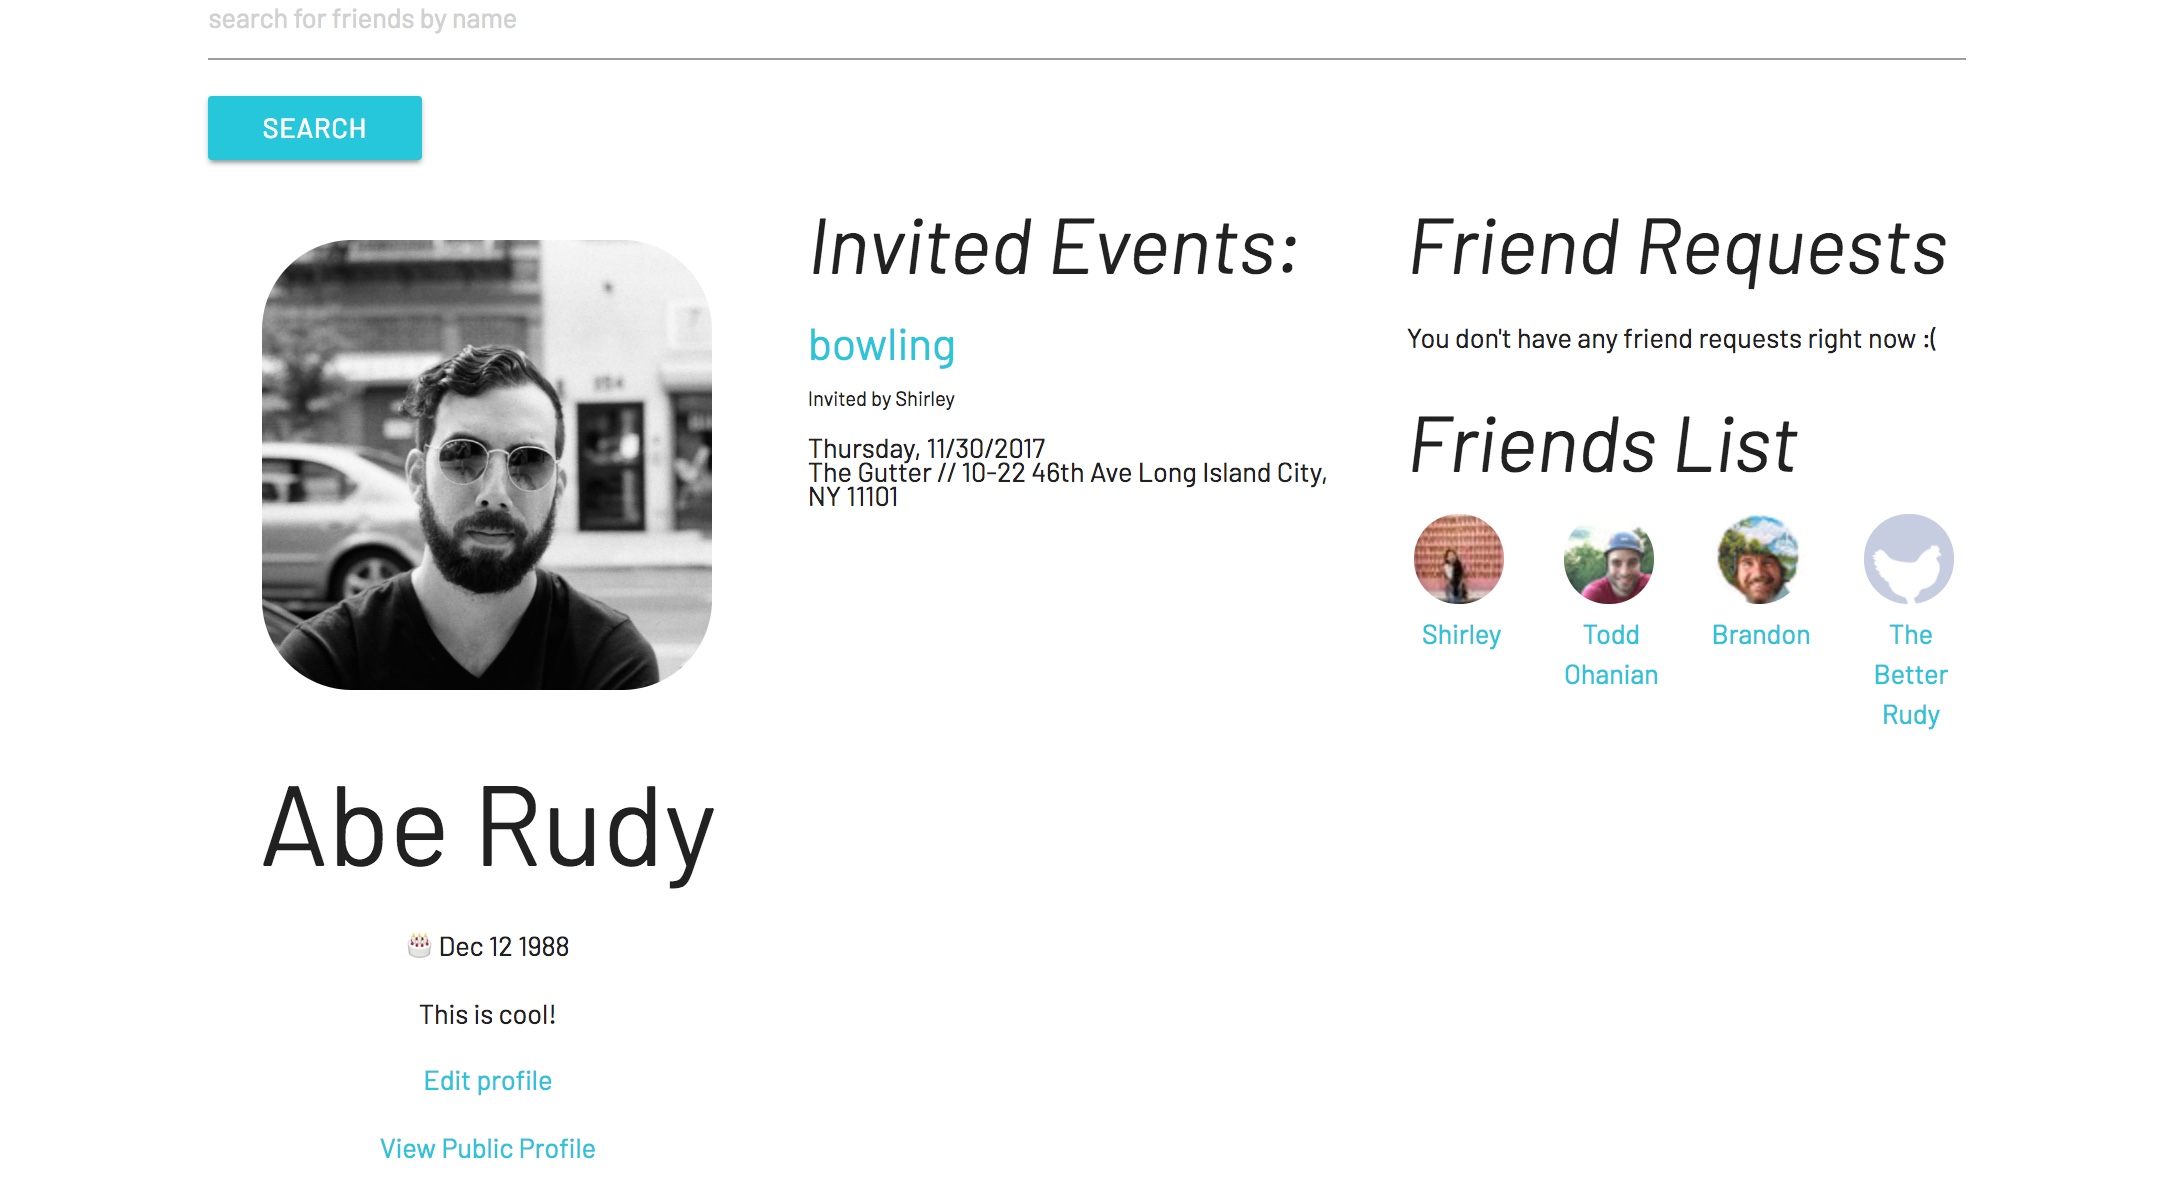 search for friends by name
SEARCH
Abe Rudy
🎂 Dec 12 1988
This is cool!
Edit profile
View Public Profile
Invited Events:
bowling
Invited by Shirley
Thursday, 11/30/2017
The Gutter // 10-22 46th Ave Long Island City,
NY 11101
Friend Requests
You don't have any friend requests right now :(
Friends List
Shirley
Todd
Ohanian
Brandon
The
Better
Rudy